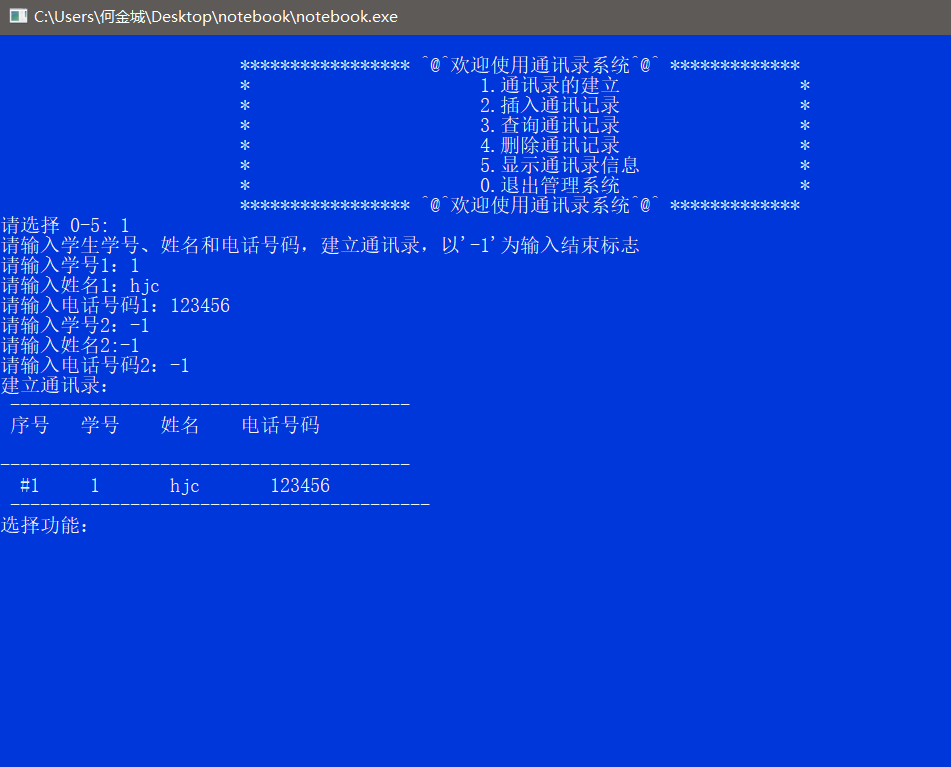 C:\Users\何金城\Desktop\notebook\notebook.exe
***************** ^@^欢迎使用通讯录系统^@^ *************
* 1.通讯录的建立 *
* 2.插入通讯记录 *
* 3.查询通讯记录 *
* 4.删除通讯记录 *
* 5.显示通讯录信息 *
* 0.退出管理系统 *
***************** ^@^欢迎使用通讯录系统^@^ *************
请选择 0-5: 1
请输入学生学号、姓名和电话号码，建立通讯录，以'-1'为输入结束标志
请输入学号1：1
请输入姓名1：hjc
请输入电话号码1：123456
请输入学号2：-1
请输入姓名2:-1
请输入电话号码2：-1
建立通讯录：
----------------------------------------
序号 学号 姓名 电话号码
-----------------------------------------
#1 1 hjc 123456
------------------------------------------
选择功能：